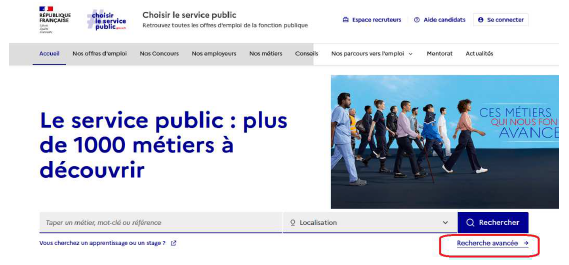 RÉPUBLIQUE
FRANÇAISE
choisir
le service
public
Choisir le service public
Retrouvez toutes les offres d'emploi de la fonction publique
Espace recruteurs
Aide candidats
Se connecter
Accueil Nos offres d'emploi Nos Concours Nos employeurs Nos métiers Conseils Nos parcours vers l'emploi Mentorat Actualités
Le service public : plus
de 1000 métiers à
découvrir
CES MÉTIERS
QUI NOUS FON
AVANCE
Taper un métier, mot-clé ou référence
Localisation
Rechercher
Vous cherchez un apprentissage ou un stage ?
Recherche avancée →